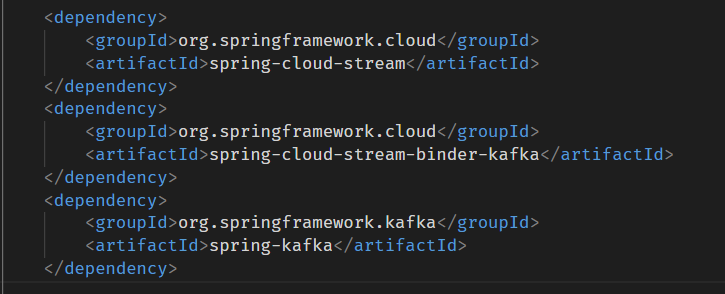 <dependency>
<groupId>org.springframework.cloud</groupId>
<artifactId>spring-cloud-stream</artifactId>
</dependency>
<dependency>
<groupId>org.springframework.cloud</groupId>
<artifactId>spring-cloud-stream-binder-kafka</artifactId>
</dependency>
<dependency>
<groupId>org.springframework.kafka</groupId>
<artifactId>spring-kafka</artifactId>
</dependency>